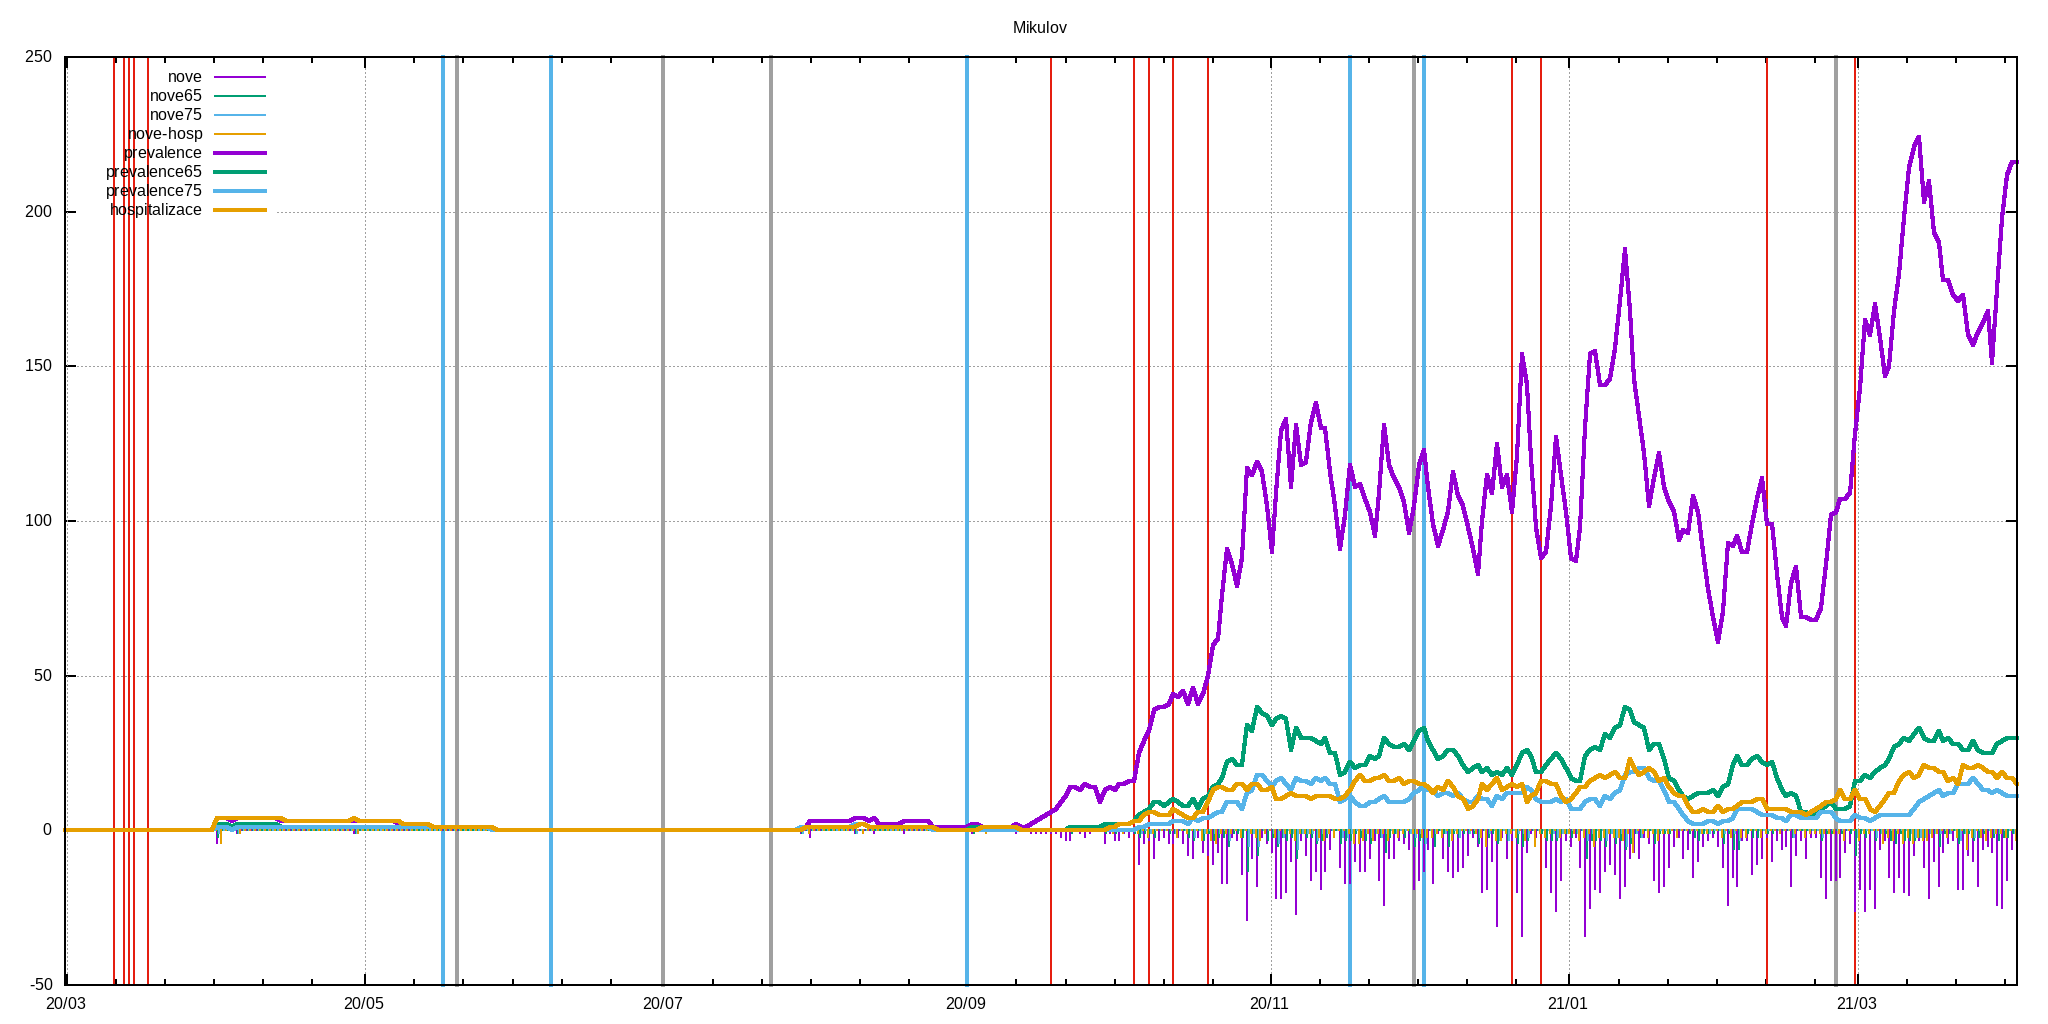 Mikulov
250
200
150
100
50
0
-50
nove
nove65
nove75
nove-hosp
prevalence
prevalence65
prevalence75
hospitalizace
20/03 20/05 20/07 20/09 20/11 21/01 21/03